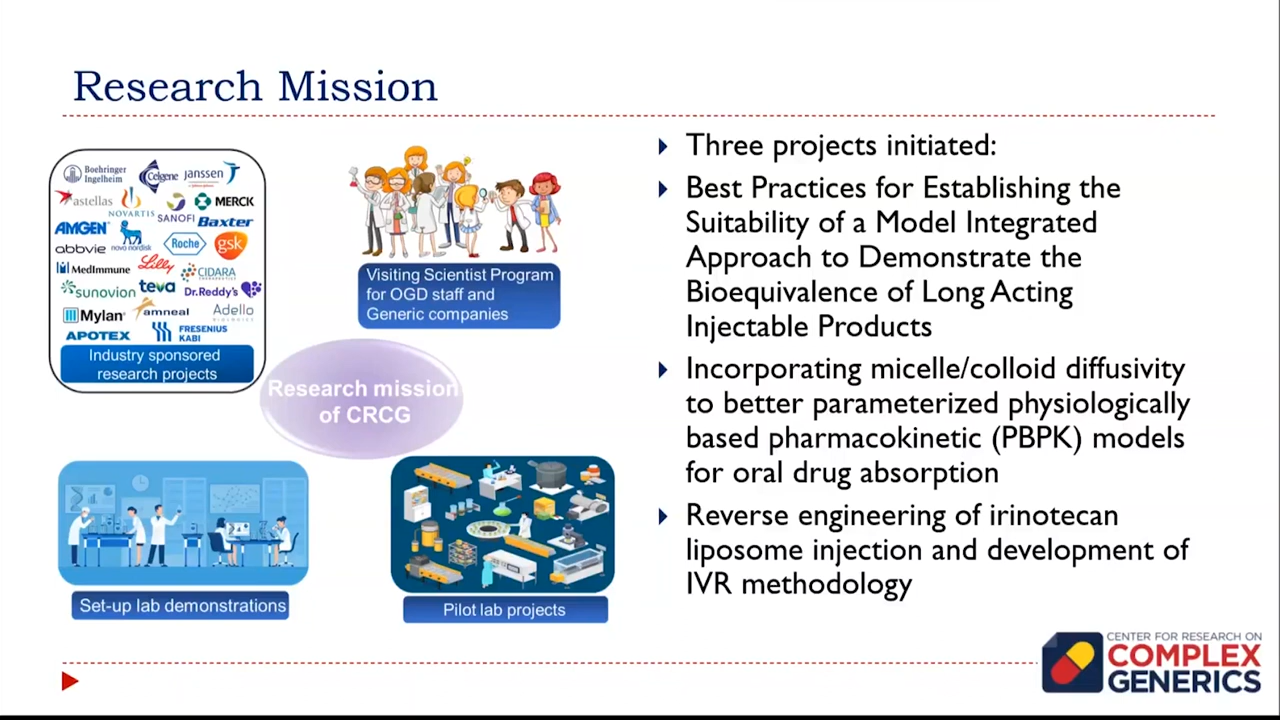 Research Mission
Boehringer
Ingelheim
Celgene
janssen
astellas
NOVARTIS
SANOFI
MERCK
AMGEN
novo nordisk
Baxter
abbvie
Roche
gsk
MedImmune
Lilly
CIDARA
THERAPEUTICS
sunovion
teva
Dr.Reddy's
Mylan
amneal
Adello
BIOLOGICS
APOTEX
FRESENIUS
KABI
Industry sponsored
research projects
Visiting Scientist Program
for OGD staff and
Generic companies
Research mission
of CRCG
Set-up lab demonstrations
Pilot lab projects
Three projects initiated:
Best Practices for Establishing the
Suitability of a Model Integrated
Approach to Demonstrate the
Bioequivalence of Long Acting
Injectable Products
Incorporating micelle/colloid diffusivity
to better parameterized physiologically
based pharmacokinetic (PBPK) models
for oral drug absorption
Reverse engineering of irinotecan
liposome injection and development of
IVR methodology
CENTER FOR RESEARCH ON
COMPLEX
GENERICS